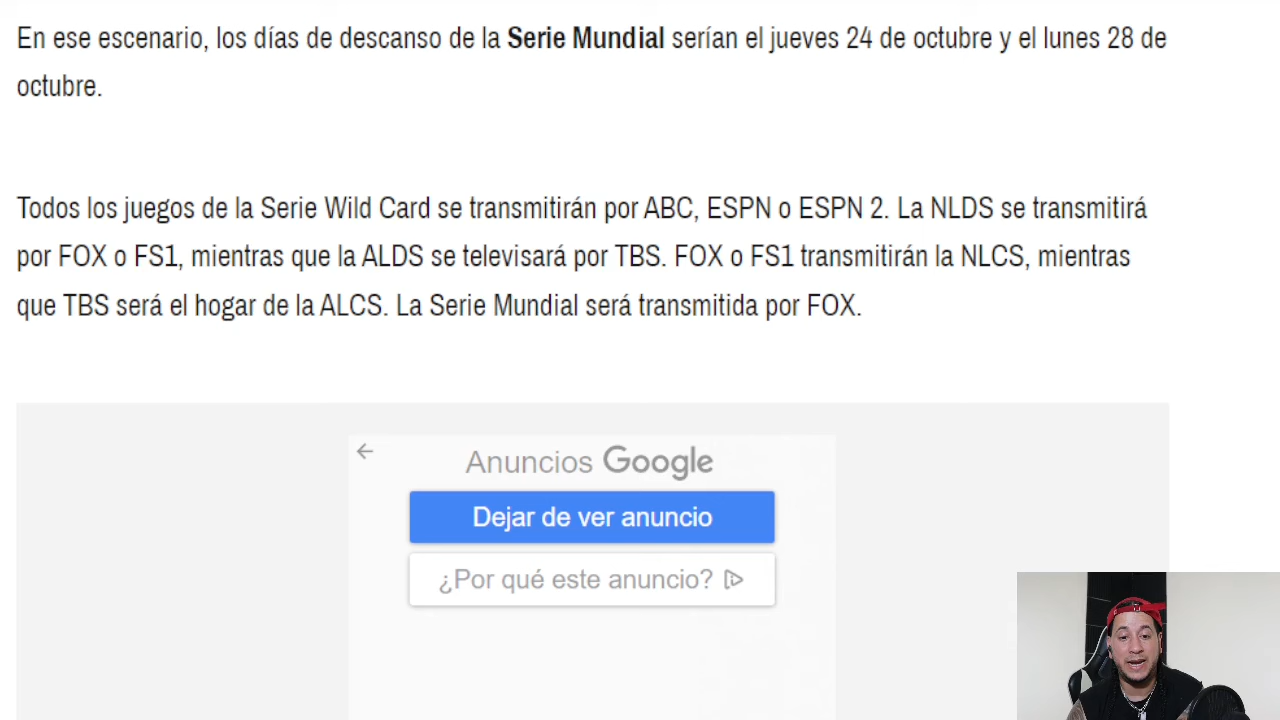 En ese escenario, los días de descanso de la Serie Mundial serían el jueves 24 de octubre y el lunes 28 de
octubre.
Todos los juegos de la Serie Wild Card se transmitirán por ABC, ESPN o ESPN 2. La NLDS se transmitirá
por FOX o FS1, mientras que la ALDS se televisará por TBS. FOX o FS1 transmitirán la NLCS, mientras
que TBS será el hogar de la ALCS. La Serie Mundial será transmitida por FOX.
Anuncios Google
Dejar de ver anuncio
¿Por qué este anuncio?